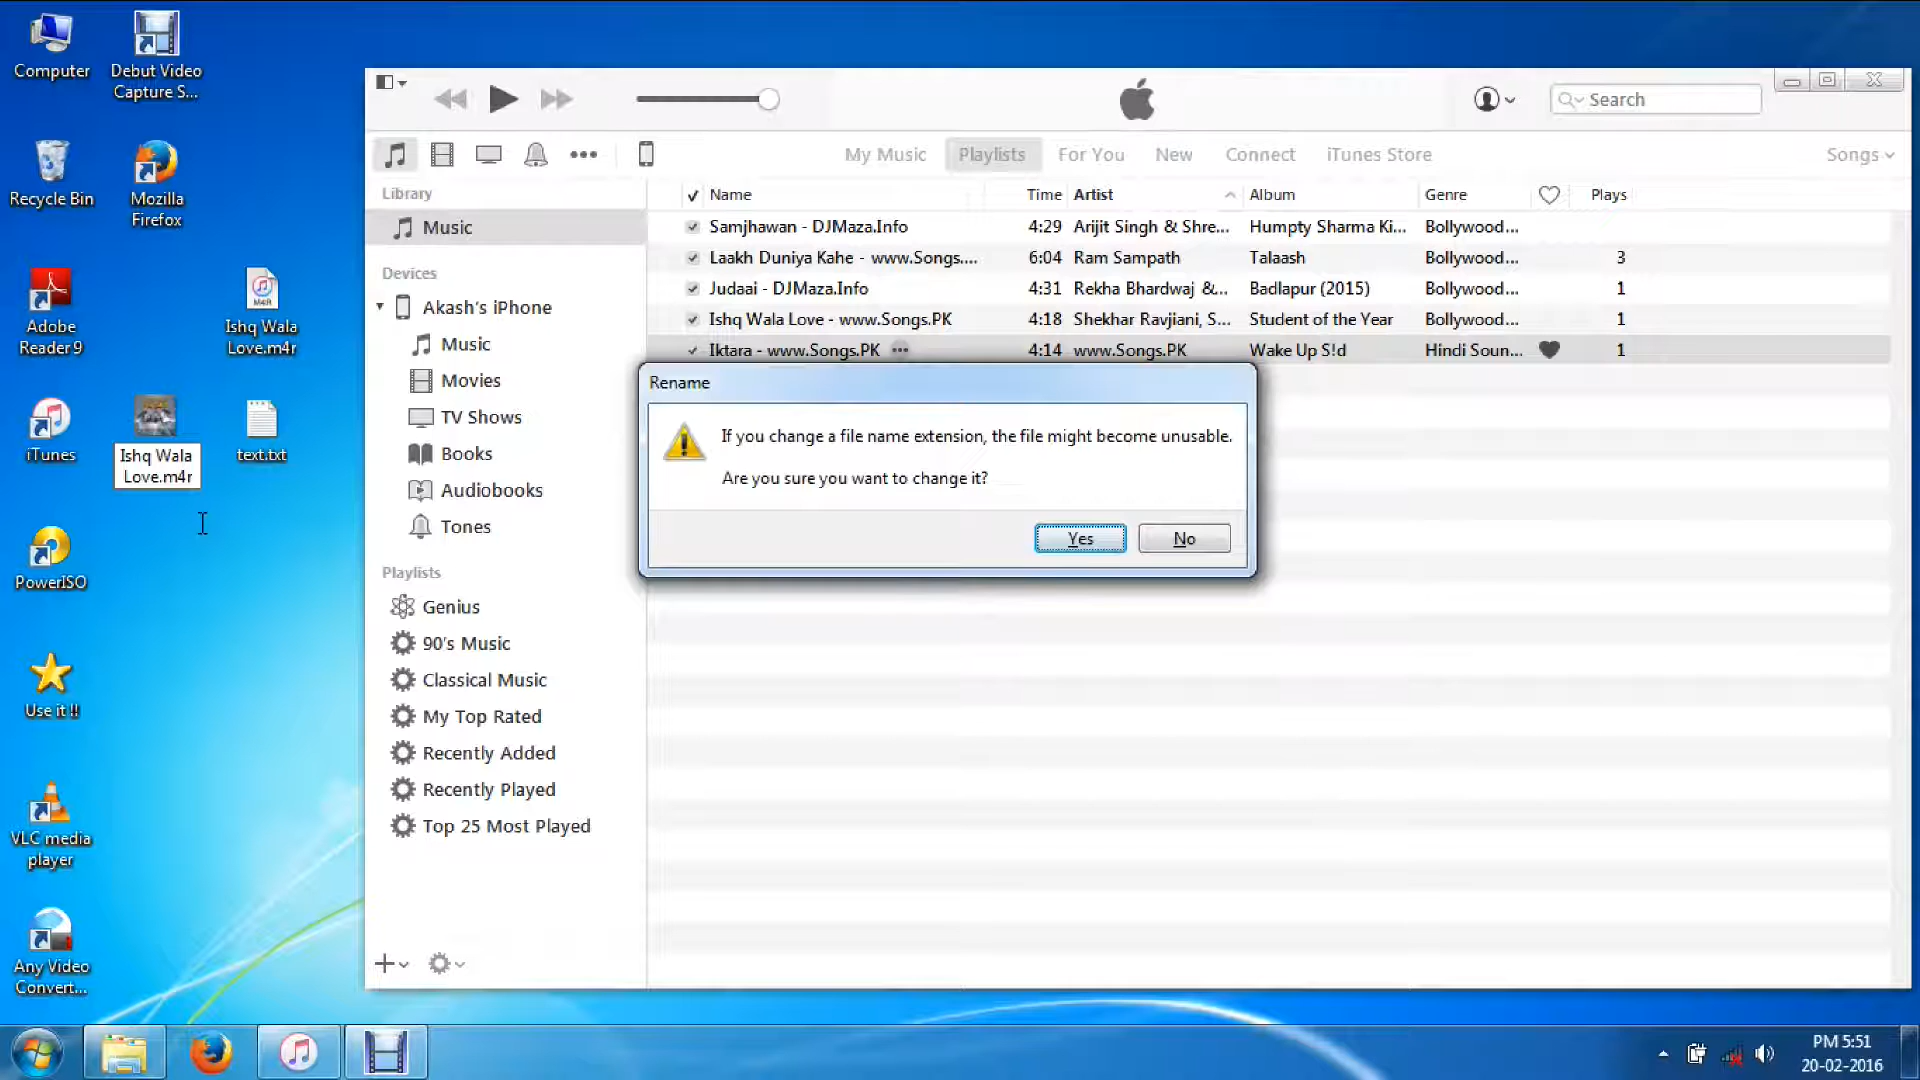 Computer
Debut Video
Capture S...
Recycle Bin
Mozilla
Firefox
Adobe
Reader 9
M4R
Ishq Wala
Love.m4r
iTunes
Ishq Wala
Love.m4r
text.txt
PowerISO
Use it !!
VLC media
player
Any Video
Convert...
Search
My Music
Playlists
For You
New
Connect
iTunes Store
Songs
Library
Music
Devices
Akash's iPhone
Music
Movies
TV Shows
Books
Audiobooks
Tones
Playlists
Genius
90's Music
Classical Music
My Top Rated
Recently Added
Recently Played
Top 25 Most Played
Name Time Artist Album Genre Plays
Samjhawan - DJMaza.Info 4:29 Arijit Singh & Shre... Humpty Sharma Ki... Bollywood...
Laakh Duniya Kahe - www.Songs.... 6:04 Ram Sampath Talaash Bollywood... 3
Judaai - DJMaza.Info 4:31 Rekha Bhardwaj &... Badlapur (2015) Bollywood... 1
Ishq Wala Love - www.Songs.PK 4:18 Shekhar Ravjiani, S... Student of the Year Bollywood... 1
Iktara - www.Songs.PK 4:14 www.Songs.PK Wake Up S!d Hindi Soun... 1
Rename
If you change a file name extension, the file might become unusable.
Are you sure you want to change it?
Yes
No
PM 5:51
20-02-2016